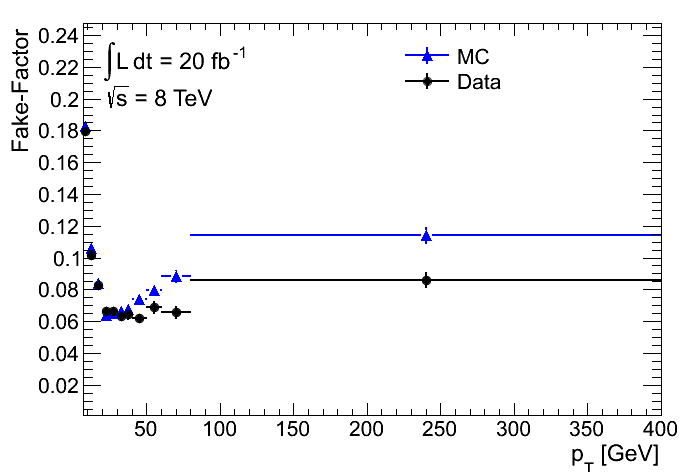 Fake-Factor
0.24
0.22
0.2
0.18
0.16
0.14
0.12
0.1
0.08
0.06
0.04
0.02
∫L dt = 20 fb⁻¹
√s = 8 TeV
MC
Data
50 100 150 200 250 300 350 400
p_T [GeV]